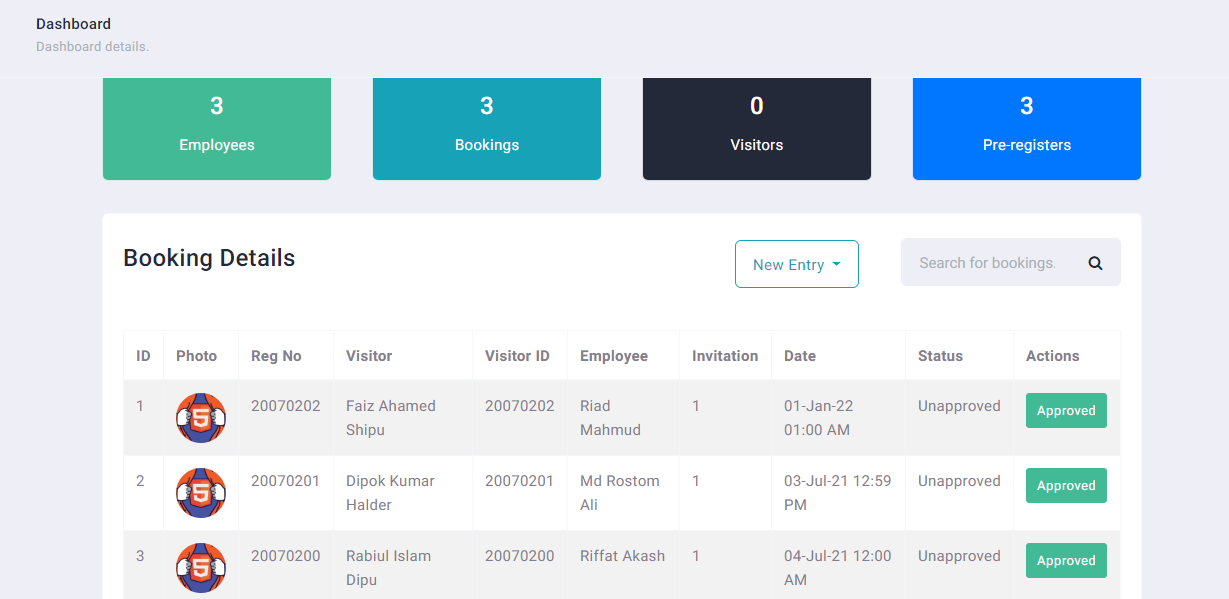 Dashboard
Dashboard details.
3
Employees
3
Bookings
0
Visitors
3
Pre-registers
Booking Details
New Entry
Search for bookings.
ID Photo Reg No Visitor Visitor ID Employee Invitation Date Status Actions
1 5 20070202 Faiz Ahamed 20070202 Riad 1 01-Jan-22 Unapproved Approved
Shipu Mahmud 01:00 AM
2 5 20070201 Dipok Kumar 20070201 Md Rostom 1 03-Jul-21 12:59 Unapproved Approved
Halder Ali PM
3 5 20070200 Rabiul Islam 20070200 Riffat Akash 1 04-Jul-21 12:00 Unapproved Approved
Dipu AM